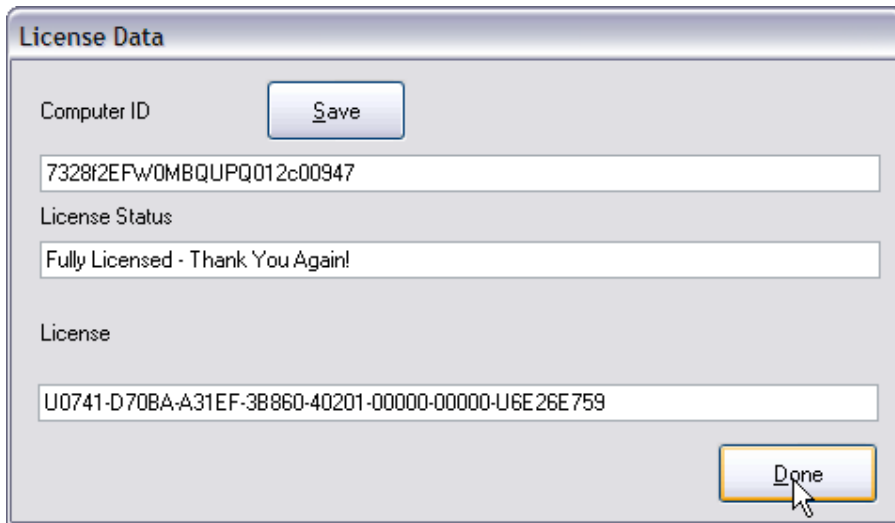 License Data
Computer ID
Save
7328f2EFW0MBQUPQ012c00947
License Status
Fully Licensed - Thank You Again!
License
U0741-D70BA-A31EF-3B860-40201-00000-00000-U6E26E759
Done